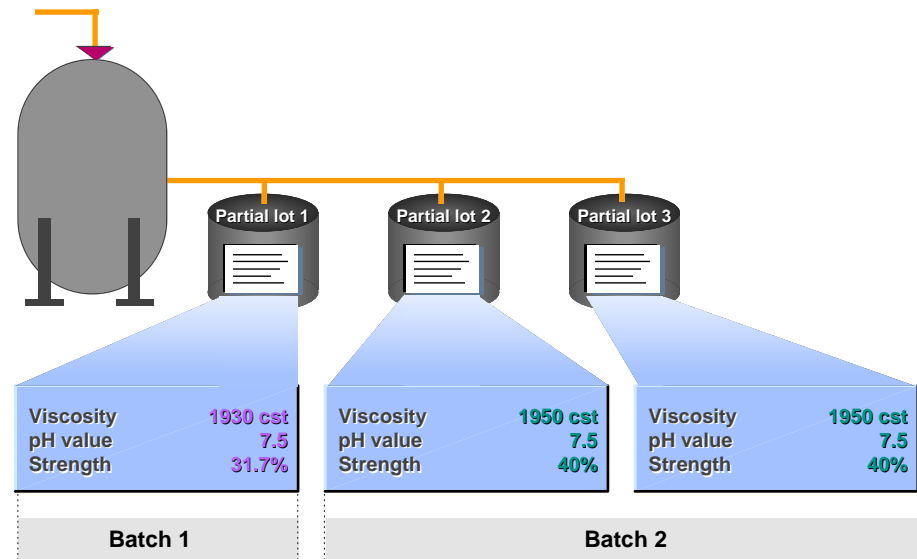 Partial lot 1
Partial lot 2
Partial lot 3
Viscosity 1930 cst
pH value 7.5
Strength 31.7%
Viscosity 1950 cst
pH value 7.5
Strength 40%
Viscosity 1950 cst
pH value 7.5
Strength 40%
Batch 1
Batch 2